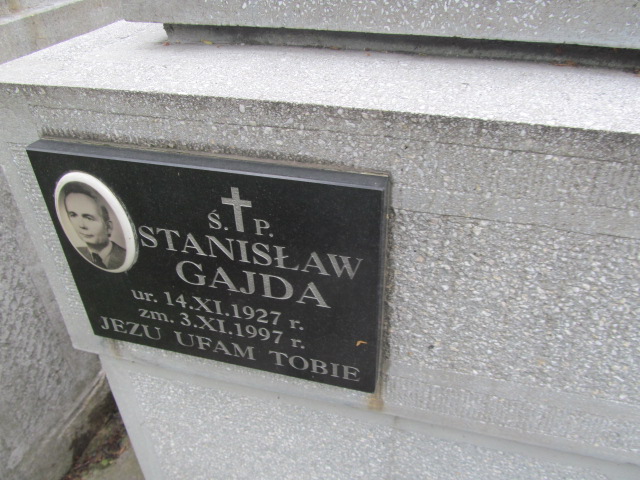 Ś. P.
STANISŁAW
GAJDA
ur. 14.XI.1927 r.
zm. 3.XI.1997 r.
JEZU UFAM TOBIE